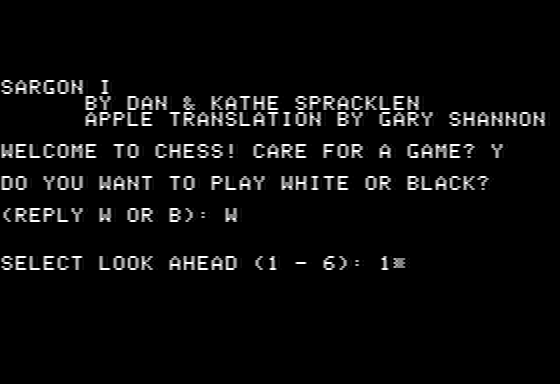 SARGON I
BY DAN & KATHE SPRACKLEN
APPLE TRANSLATION BY GARY SHANNON
WELCOME TO CHESS! CARE FOR A GAME? Y
DO YOU WANT TO PLAY WHITE OR BLACK?
(REPLY W OR B): W
SELECT LOOK AHEAD (1 - 6): 1